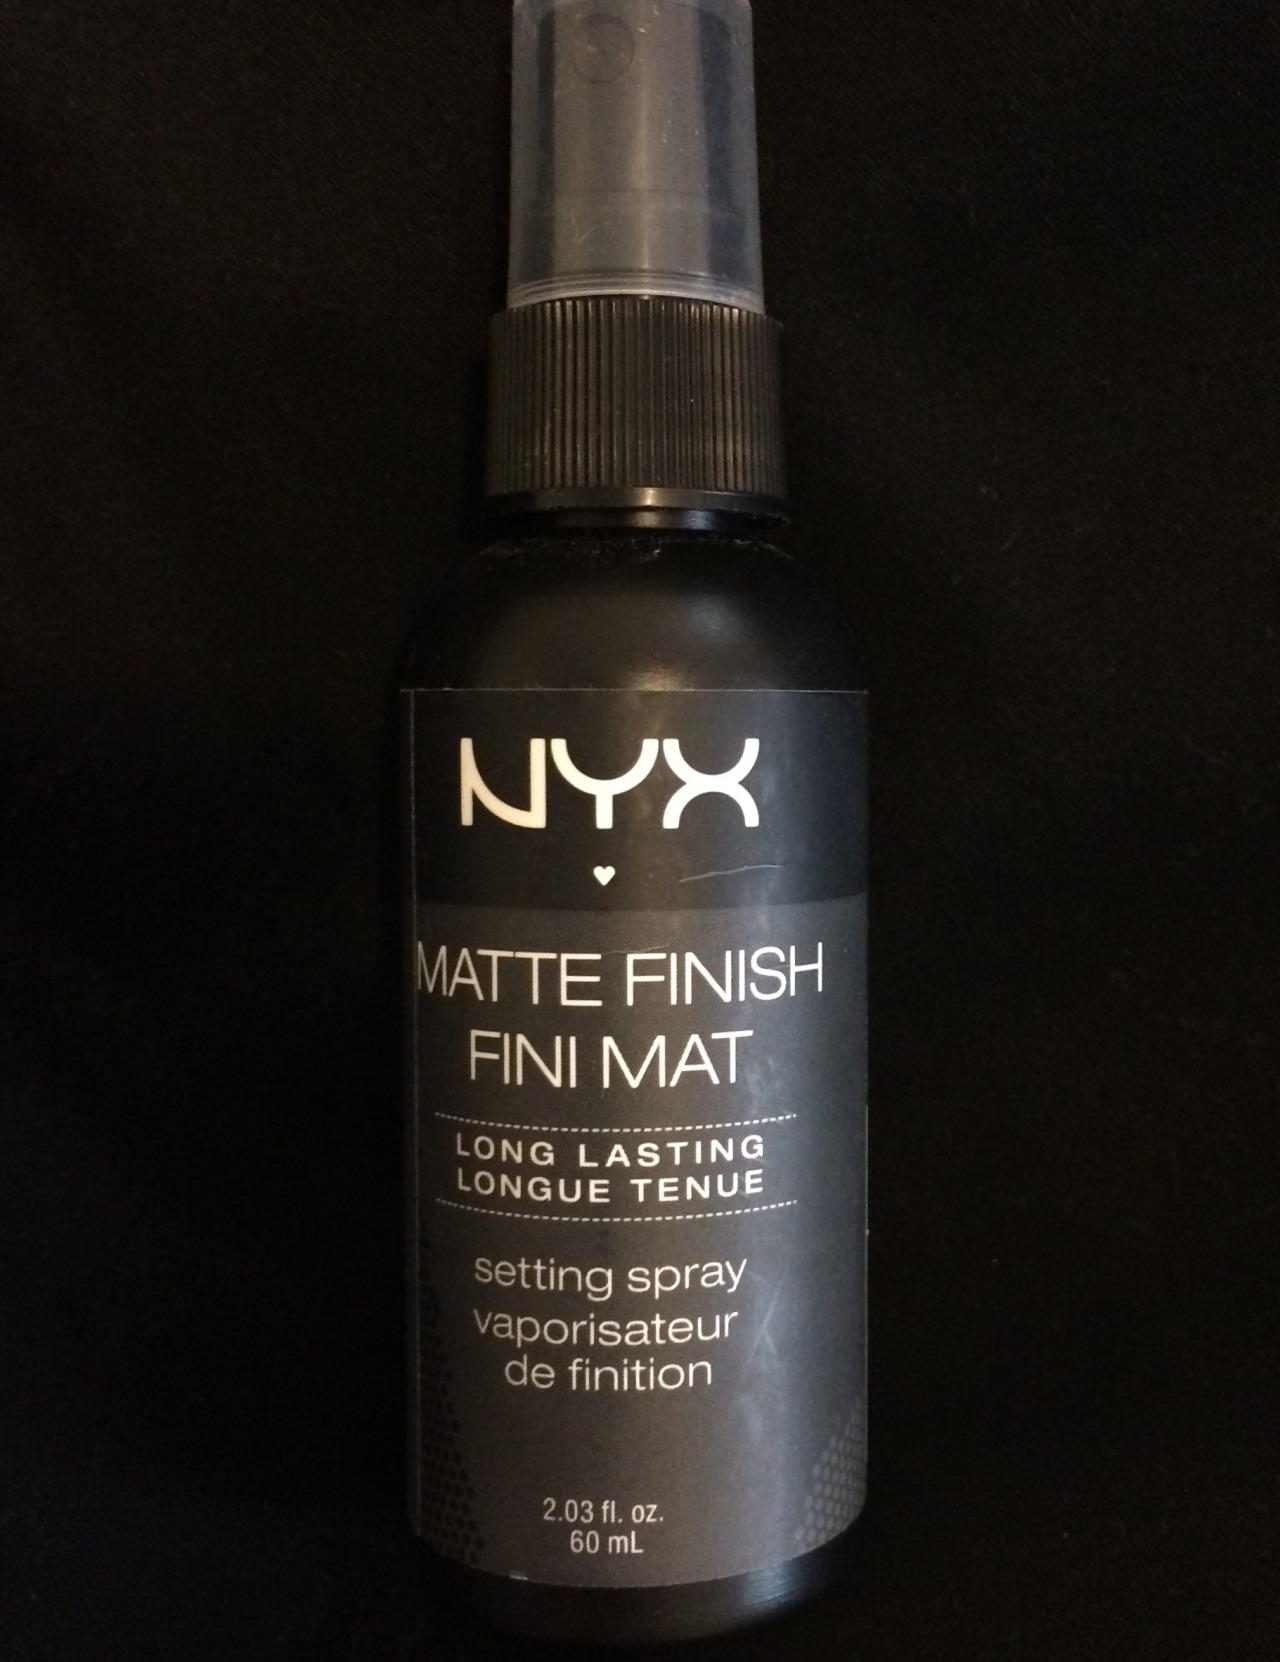 NYX
MATTE FINISH
FINI MAT
LONG LASTING
LONGUE TENUE
setting spray
vaporisateur
de finition
2.03 fl. oz.
60 mL